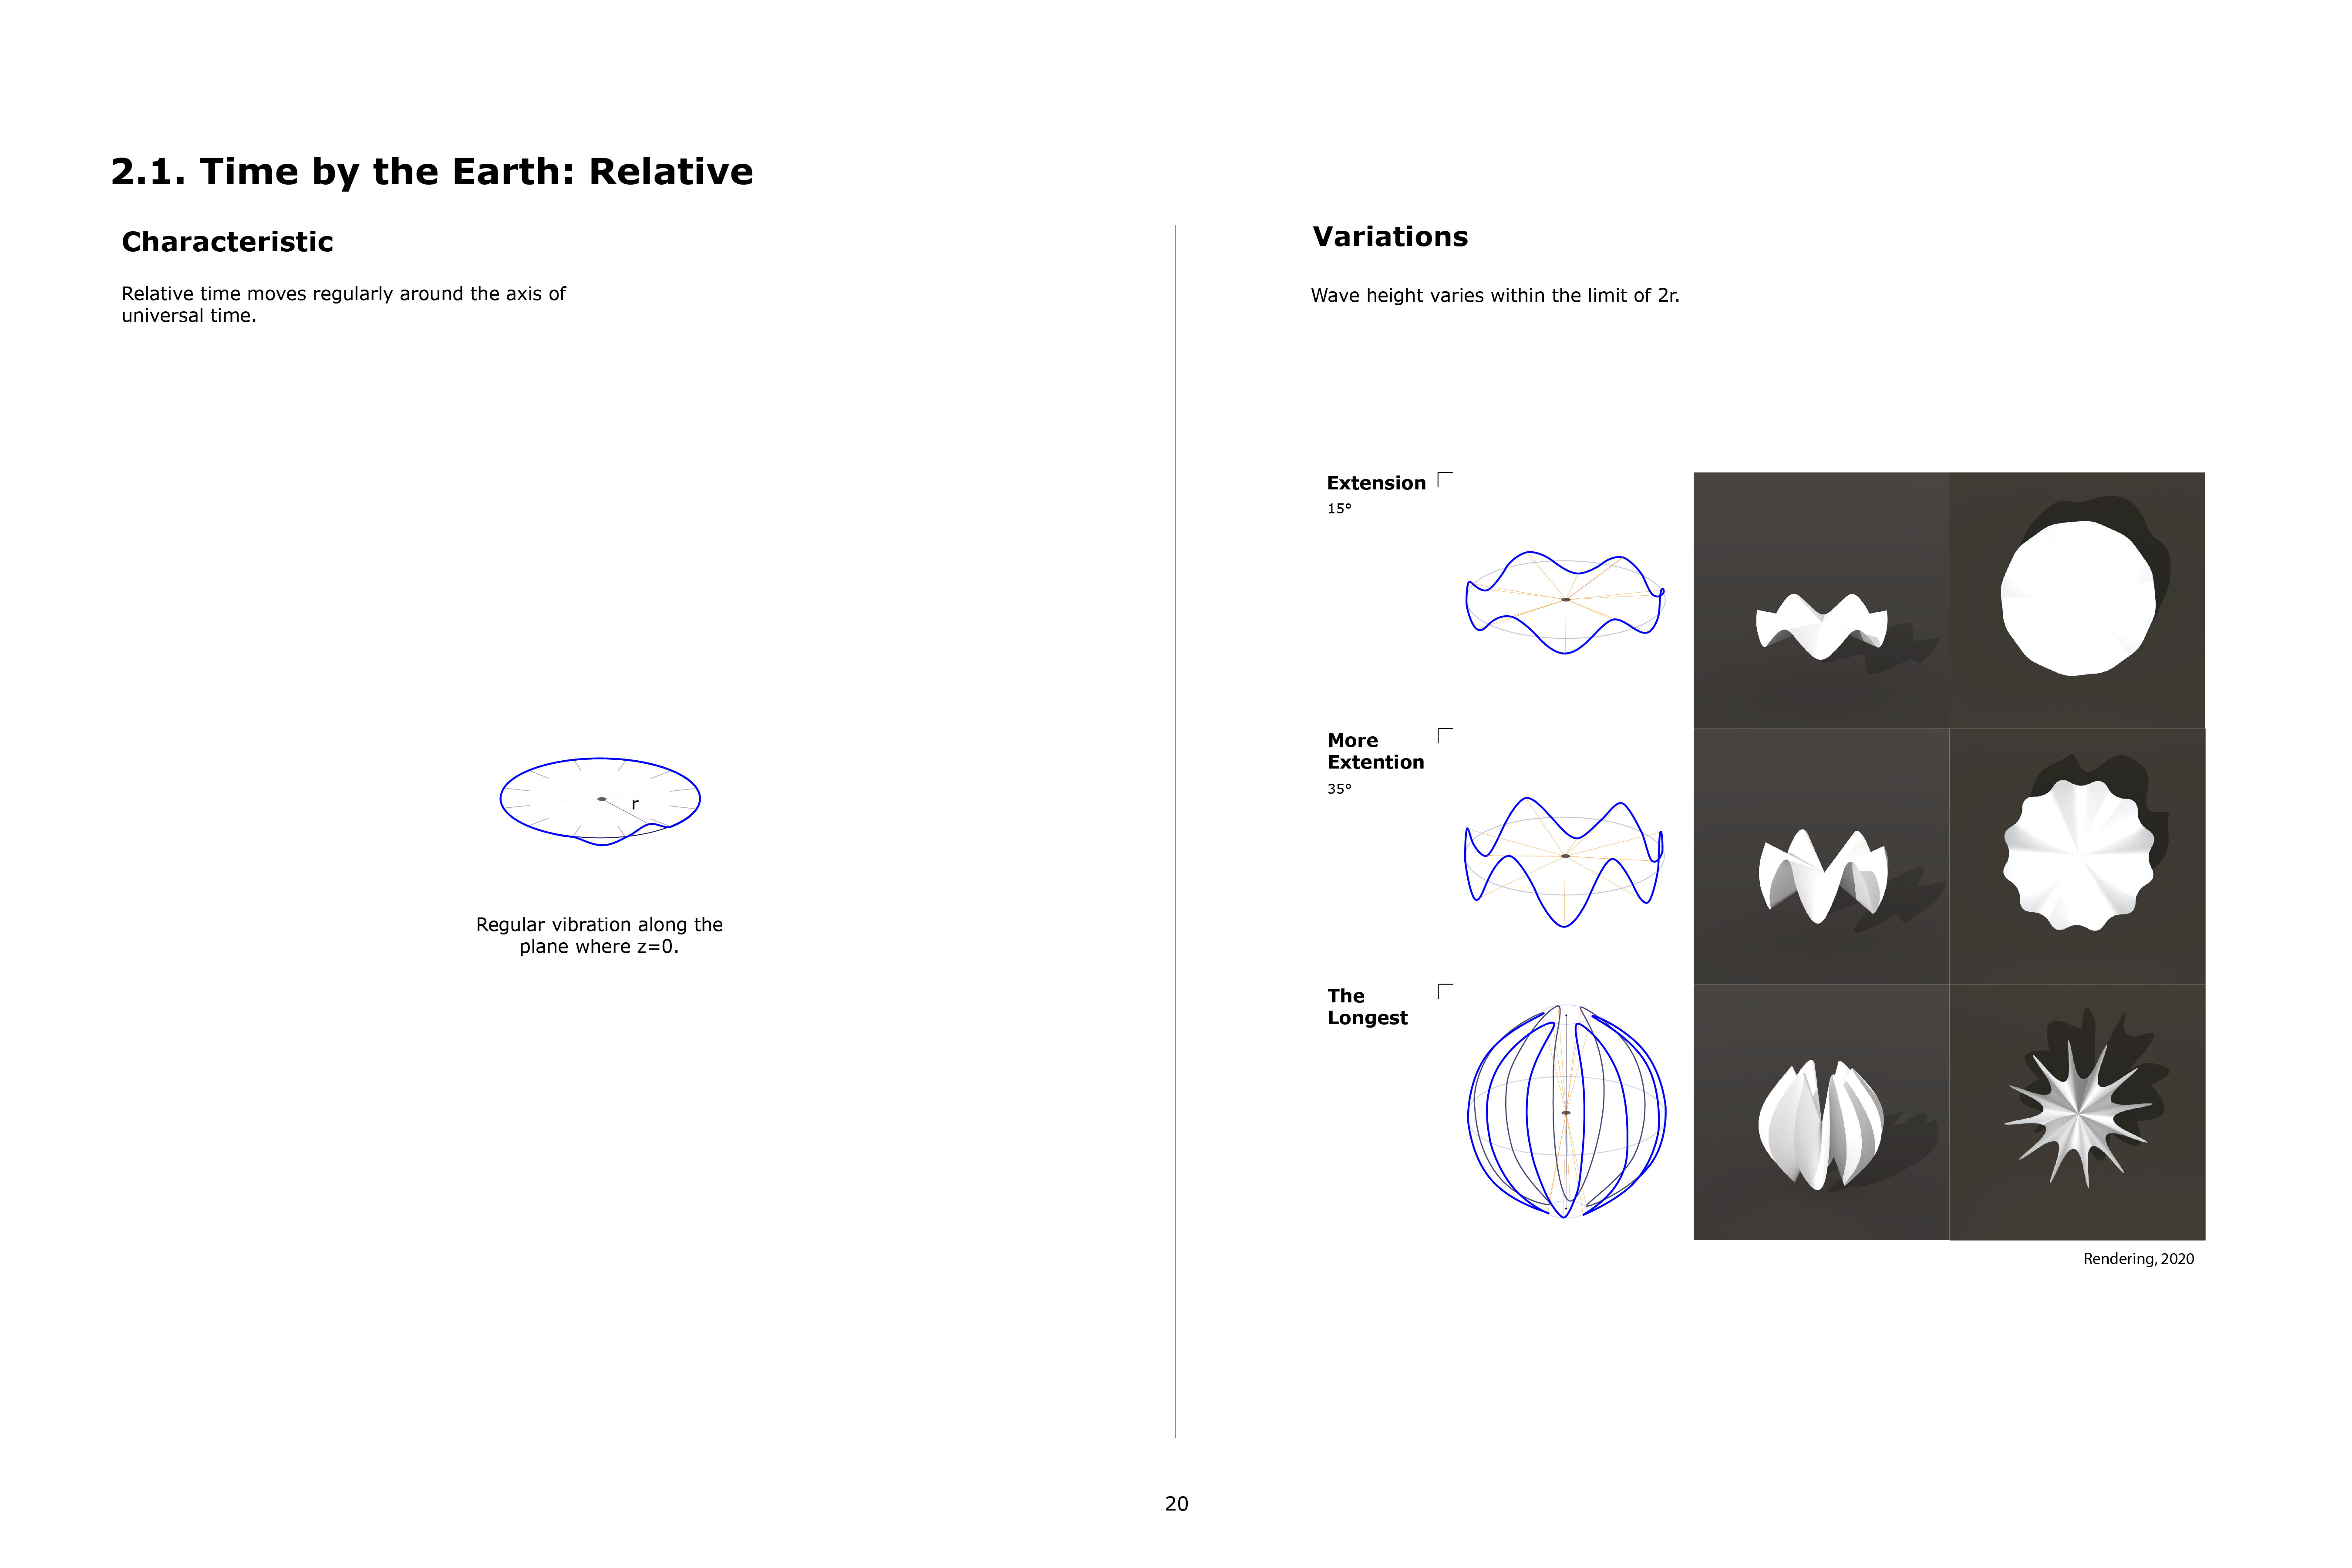 2.1. Time by the Earth: Relative
Characteristic
Relative time moves regularly around the axis of
universal time.
r
Regular vibration along the
plane where z=0.
Variations
Wave height varies within the limit of 2r.
Extension
15°
More
Extention
35°
The
Longest
Rendering, 2020
20